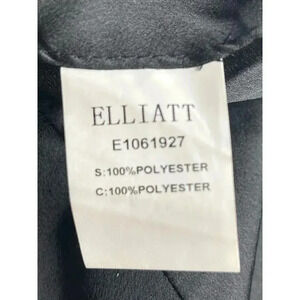 ELLIATT
E1061927
S:100%POLYESTER
C:100%POLYESTER